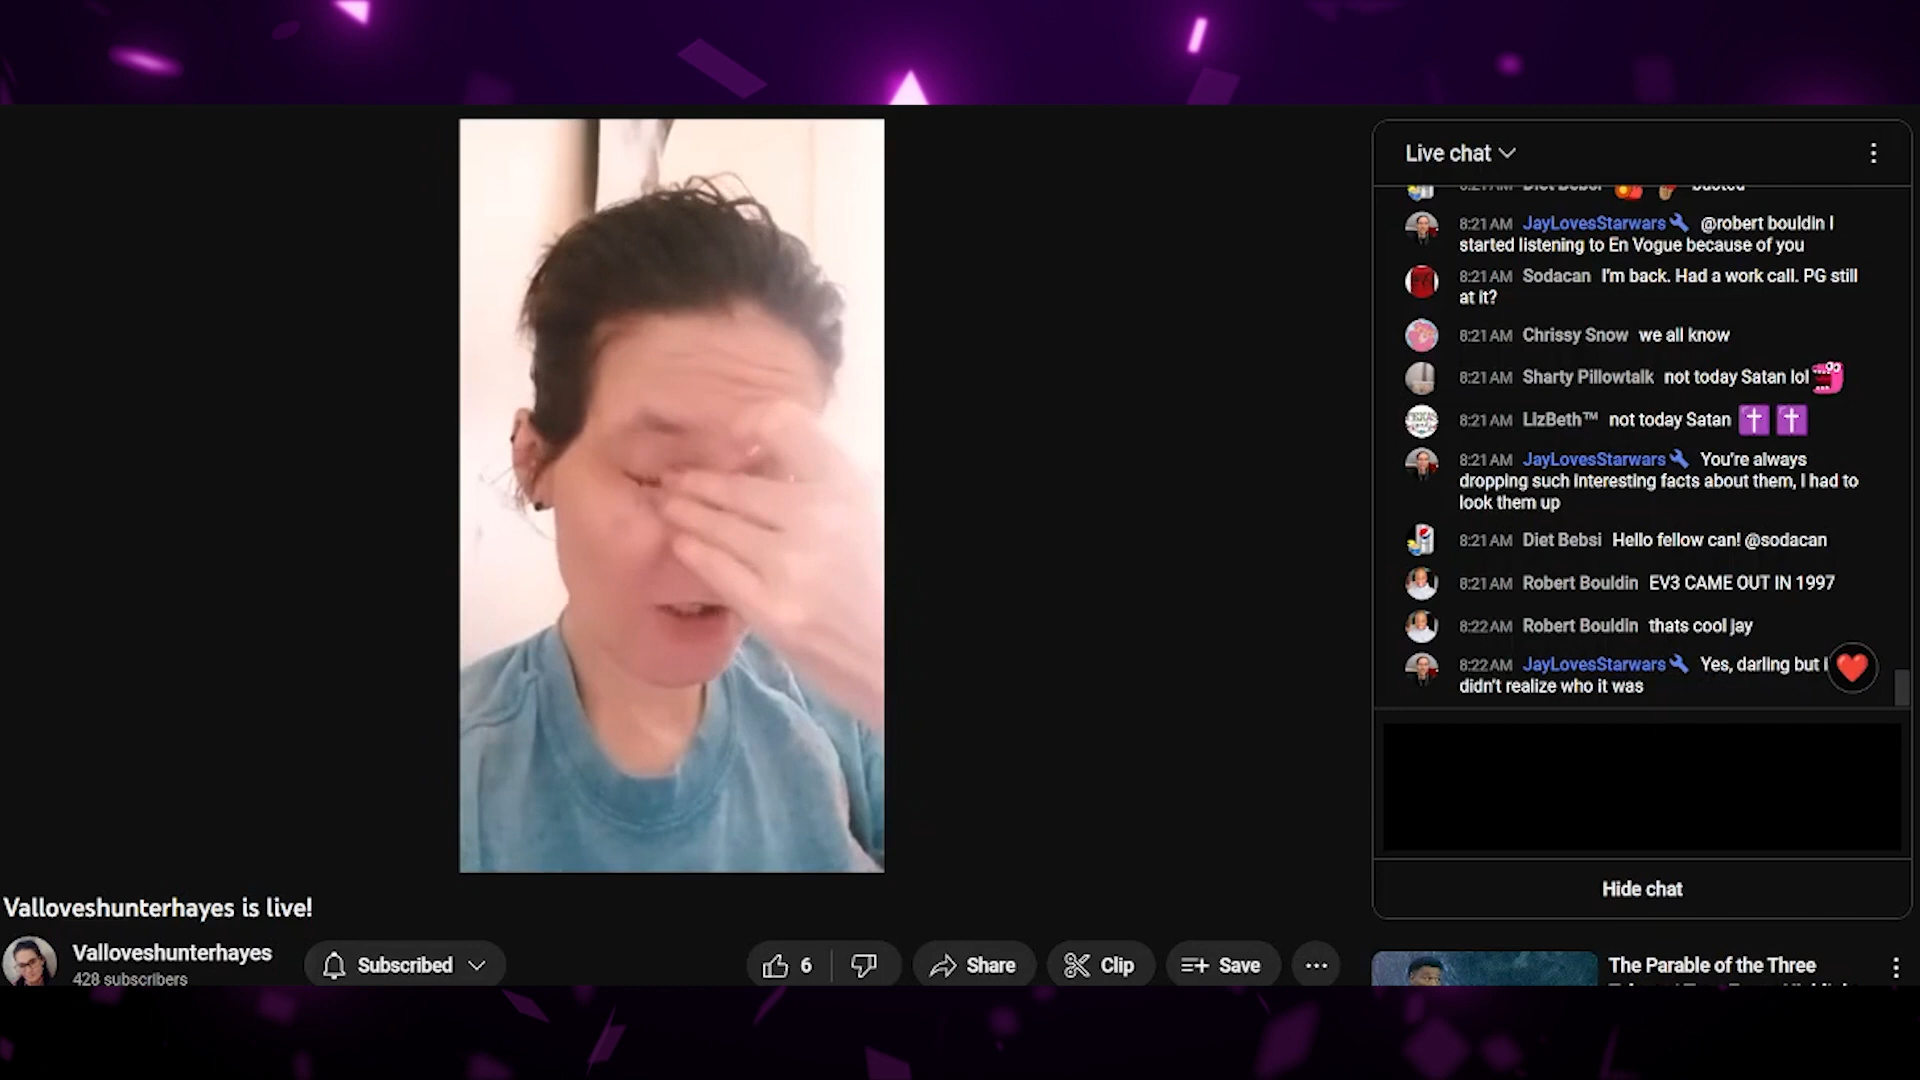 Live chat
8:21 AM Diet Bebsi busted
8:21 AM JayLovesStarwars @robert bouldin I
started listening to En Vogue because of you
8:21 AM Sodacan I'm back. Had a work call. PG still
at it?
8:21 AM Chrissy Snow we all know
8:21 AM Sharty Pillowtalk not today Satan lol
8:21 AM LizBeth™ not today Satan
8:21 AM JayLovesStarwars You're always
dropping such interesting facts about them, I had to
look them up
8:21 AM Diet Bebsi Hello fellow can! @sodacan
8:21 AM Robert Bouldin EV3 CAME OUT IN 1997
8:22 AM Robert Bouldin thats cool jay
8:22 AM JayLovesStarwars Yes, darling but I
didn't realize who it was
Hide chat
Valloveshunterhayes is live!
Valloveshunterhayes
428 subscribers
Subscribed
6
Share
Clip
Save
The Parable of the Three